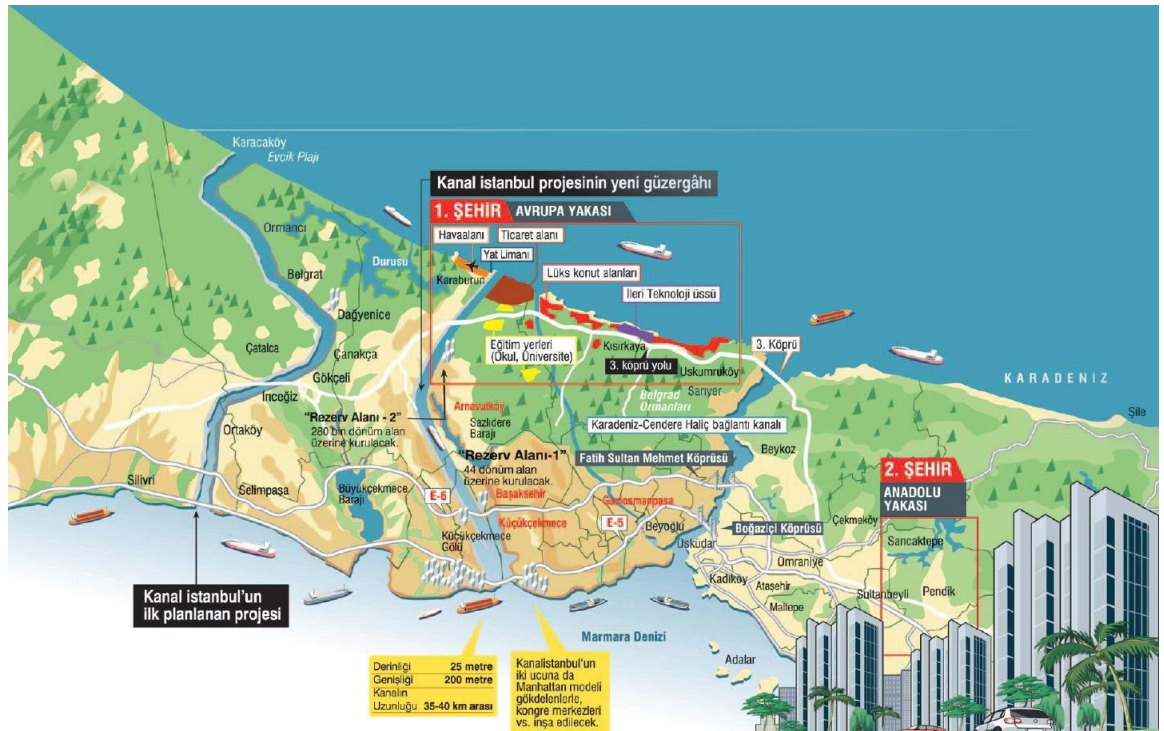 Karacaköy
Evcik Plajı
Kanal istanbul projesinin yeni güzergâhı
1. ŞEHİR
AVRUPA YAKASI
Havaalanı
Ticaret alanı
Yat Limanı
Ormancı
Durusu
Karaburun
Lüks konut alanları
Belgrat
İleri Teknoloji üssü
Dağyenice
Eğitim yerleri
(Okul, Üniversite)
Kısırkaya
3. Köprü
Çatalca
Çanakça
3. köprü yolu
Uskumruköy
KARADENİZ
Gökçeli
Sarıyer
İnceğiz
Belgrad
Ormanları
Arnavutköy
Şile
"Rezerv Alanı - 2"
280 bin dönüm alan
üzerine kurulacak.
Sazlıdere
Barajı
Karadeniz-Cendere Haliç bağlantı kanalı
Ortaköy
"Rezerv Alanı-1"
44 dönüm alan
üzerine kurulacak.
Fatih Sultan Mehmet Köprüsü
Beykoz
2. ŞEHİR
ANADOLU
YAKASI
Silivri
Selimpaşa
Büyükçekmece
Barajı
E-6
Başakşehir
Gaziosmanpaşa
Küçükçekmece
E-5
Beyoğlu
Boğaziçi Köprüsü
Çekmeköy
Sancaktepe
Küçükçekmece
Gölü
Üsküdar
Ümraniye
Kadıköy
Ataşehir
Sultanbeyli
Pendik
Maltepe
Kanal istanbul'un
ilk planlanan projesi
Marmara Denizi
Adalar
Derinliği 25 metre
Genişliği 200 metre
Kanalın
Uzunluğu 35-40 km arası
Kanalistanbul'un
iki ucuna da
Manhattan modeli
gökdelenlerle,
kongre merkezleri
vs. inşa edilecek.